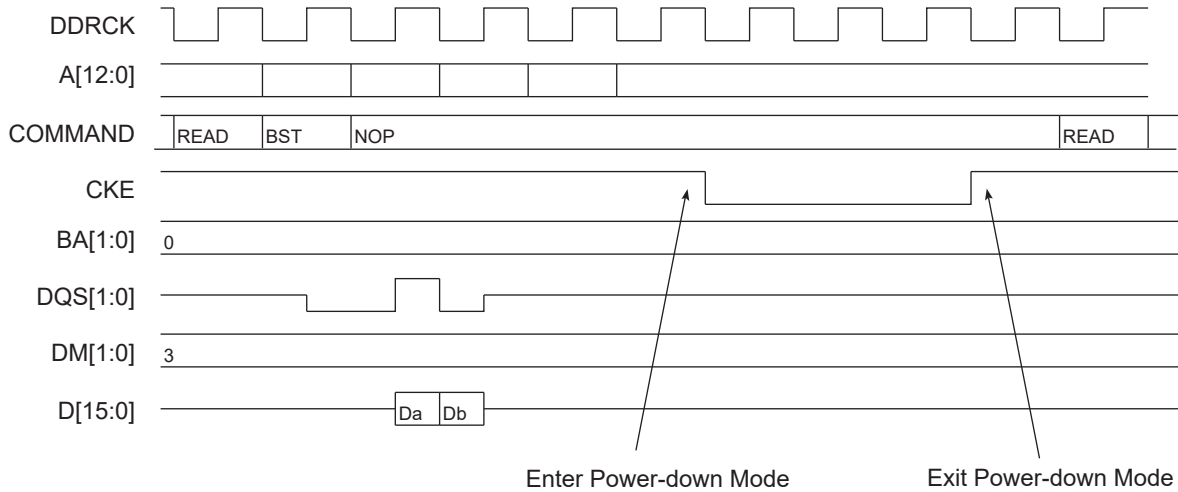 DDRCK
A[12:0]
COMMAND READ BST NOP READ
CKE
BA[1:0] 0
DQS[1:0]
DM[1:0] 3
D[15:0] Da Db
Enter Power-down Mode Exit Power-down Mode